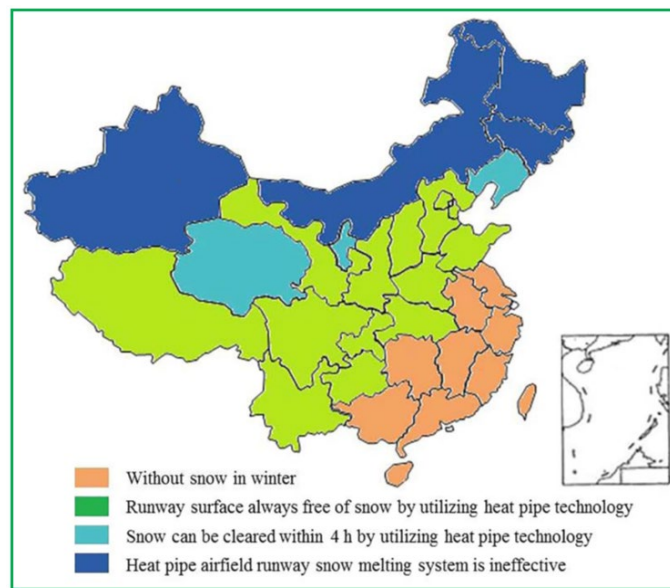 Without snow in winter
Runway surface always free of snow by utilizing heat pipe technology
Snow can be cleared within 4 h by utilizing heat pipe technology
Heat pipe airfield runway snow melting system is ineffective